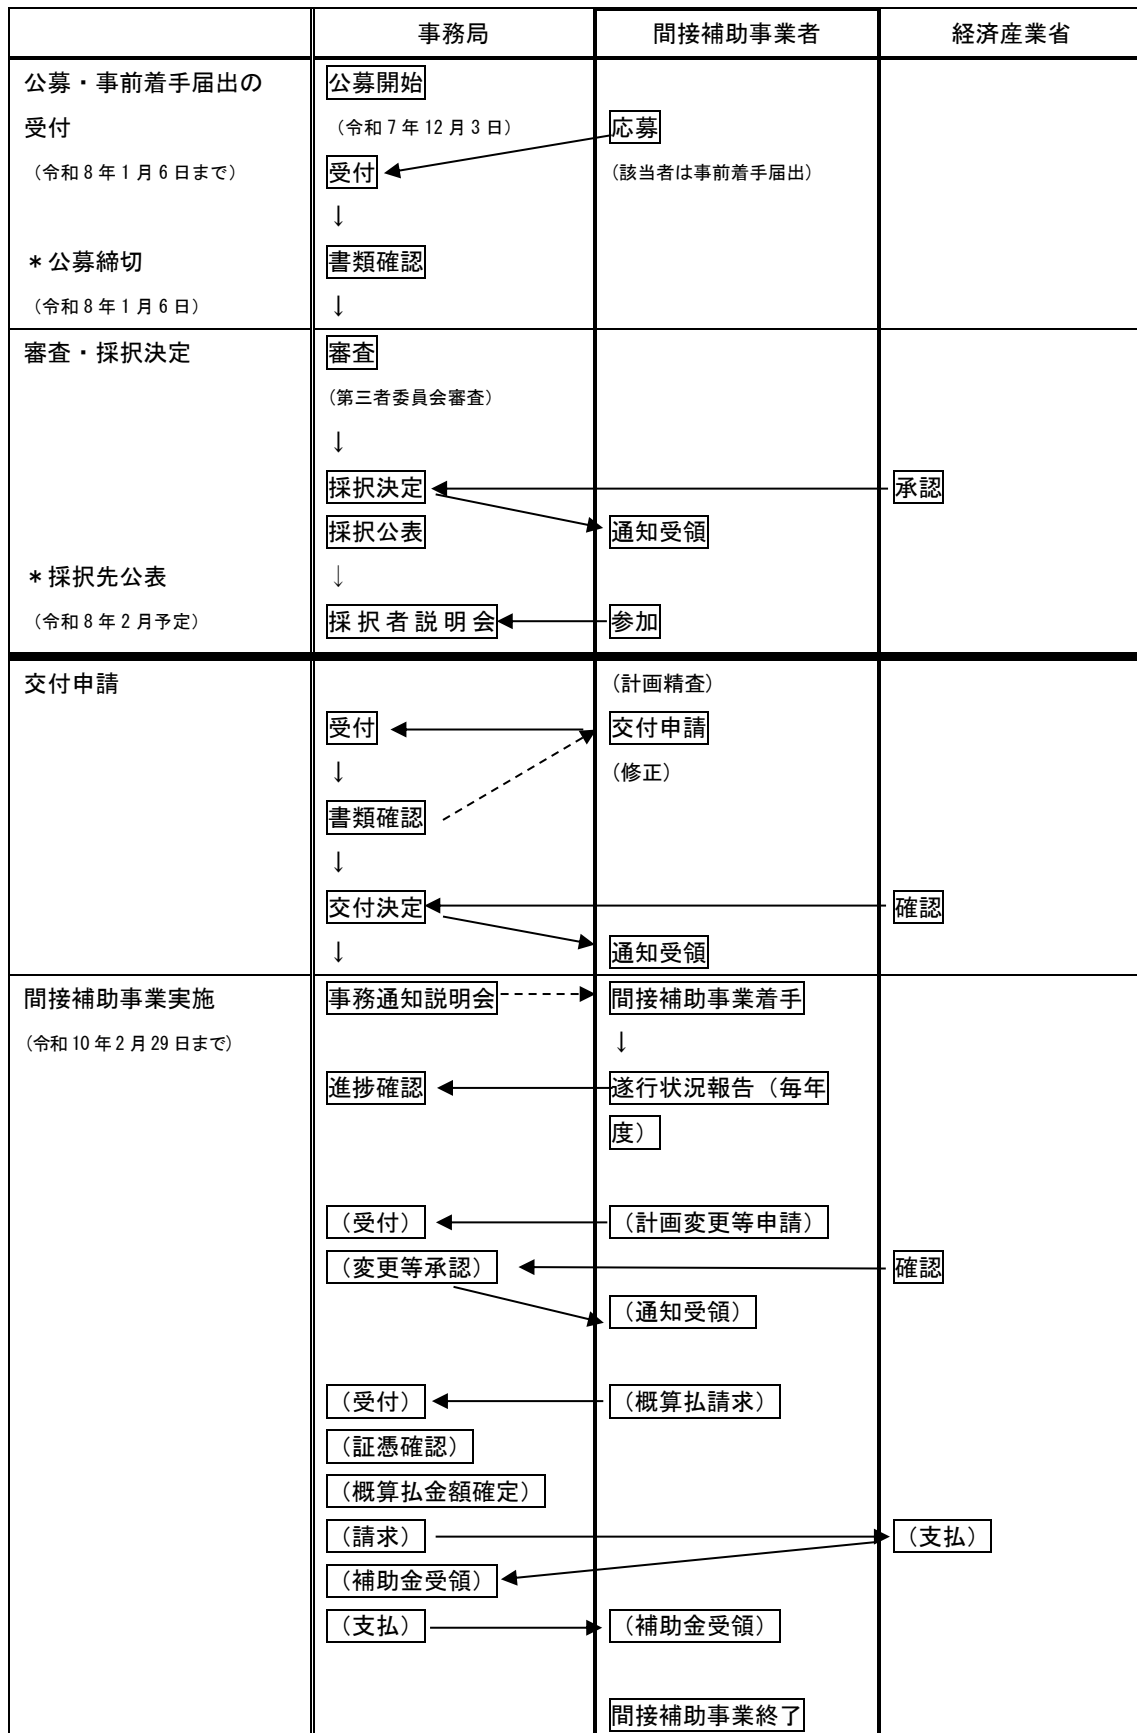 事務局 間接補助事業者 経済産業省
公募・事前着手届出の 公募開始
受付 （令和7年12月3日） 応募
（令和8年1月6日まで） 受付 （該当者は事前着手届出）
↓
＊公募締切 書類確認
（令和8年1月6日） ↓
審査・採択決定 審査
（第三者委員会審査）
↓
採択決定 承認
採択公表 通知受領
＊採択先公表 ↓
（令和8年2月予定） 採択者説明会 参加
交付申請 （計画精査）
受付 交付申請
↓ （修正）
書類確認
↓
交付決定 確認
↓ 通知受領
間接補助事業実施 事務通知説明会 間接補助事業着手
（令和10年2月29日まで） ↓
進捗確認 遂行状況報告（毎年
度）
（受付） （計画変更等申請）
（変更等承認） 確認
（通知受領）
（受付） （概算払請求）
（証憑確認）
（概算払金額確定）
（請求） （支払）
（補助金受領）
（支払） （補助金受領）
間接補助事業終了